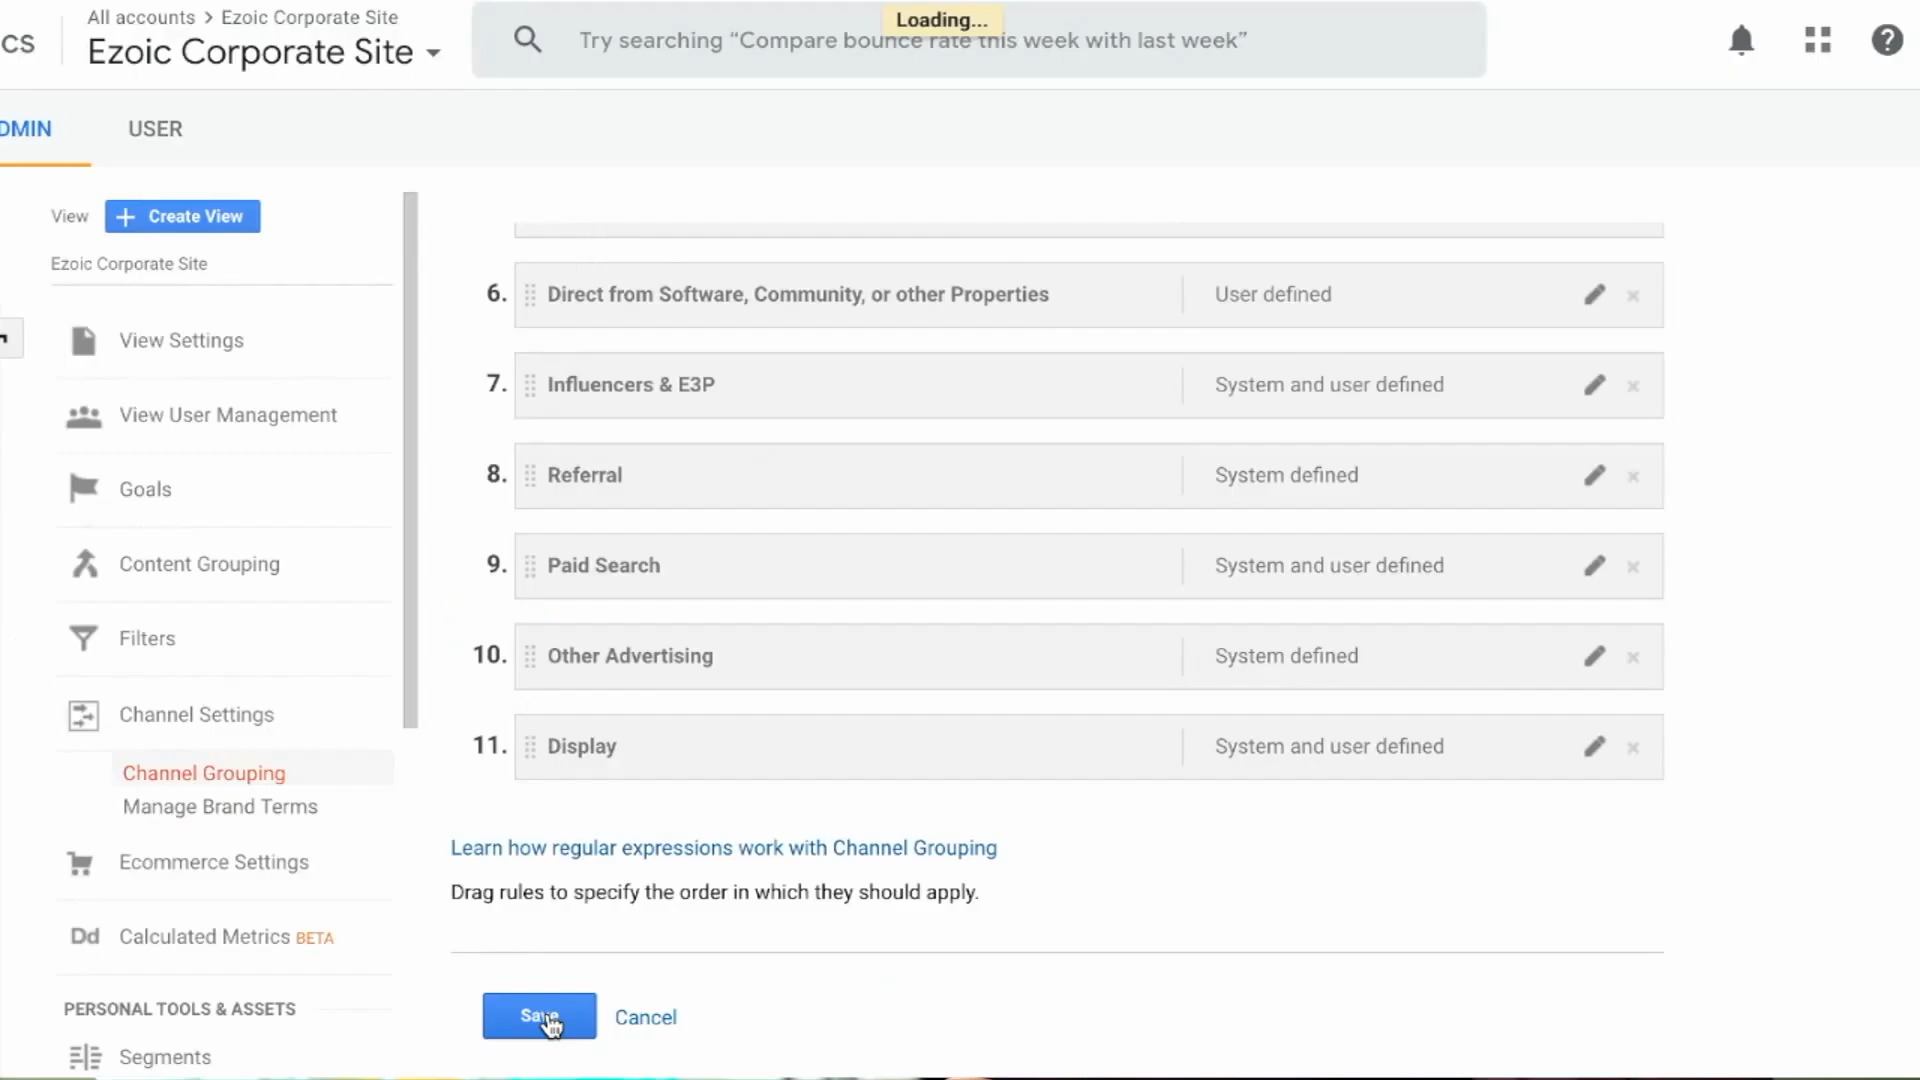 cs
All accounts > Ezoic Corporate Site
Ezoic Corporate Site
Loading...
Try searching “Compare bounce rate this week with last week”
DMIN
USER
View
+ Create View
Ezoic Corporate Site
View Settings
View User Management
Goals
Content Grouping
Filters
Channel Settings
Channel Grouping
Manage Brand Terms
Ecommerce Settings
Dd Calculated Metrics BETA
PERSONAL TOOLS & ASSETS
Segments
6. Direct from Software, Community, or other Properties User defined
7. Influencers & E3P System and user defined
8. Referral System defined
9. Paid Search System and user defined
10. Other Advertising System defined
11. Display System and user defined
Learn how regular expressions work with Channel Grouping
Drag rules to specify the order in which they should apply.
Save Cancel